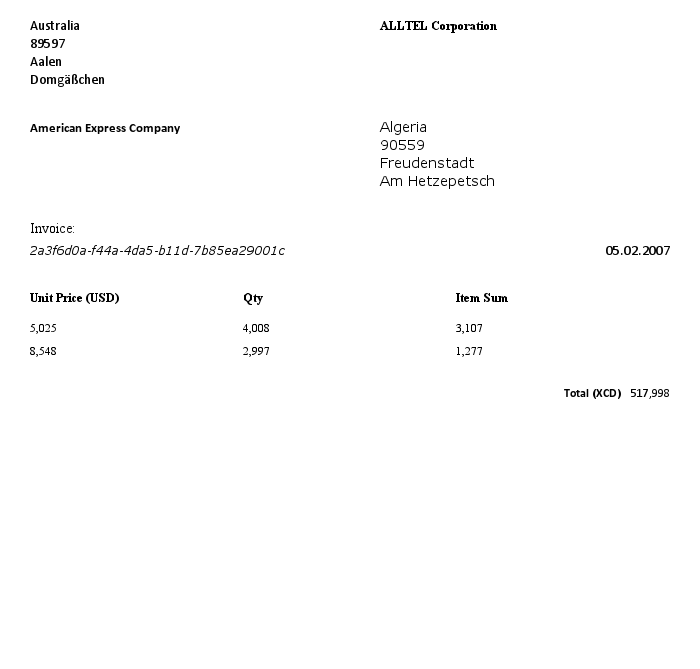 Australia
89597
Aalen
Domgäßchen
ALLTEL Corporation
American Express Company
Algeria
90559
Freudenstadt
Am Hetzepetsch
Invoice:
2a3f6d0a-f44a-4da5-b11d-7b85ea29001c
05.02.2007
Unit Price (USD) Qty Item Sum
5,025 4,008 3,107
8,548 2,997 1,277
Total (XCD) 517,998